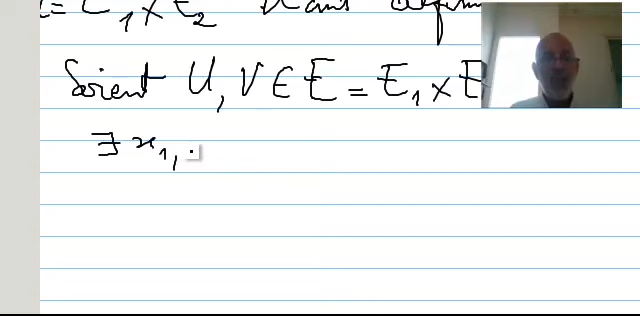 = E₁ × E₂
Soient U, V ∈ E = E₁ × E
∃ x₁,